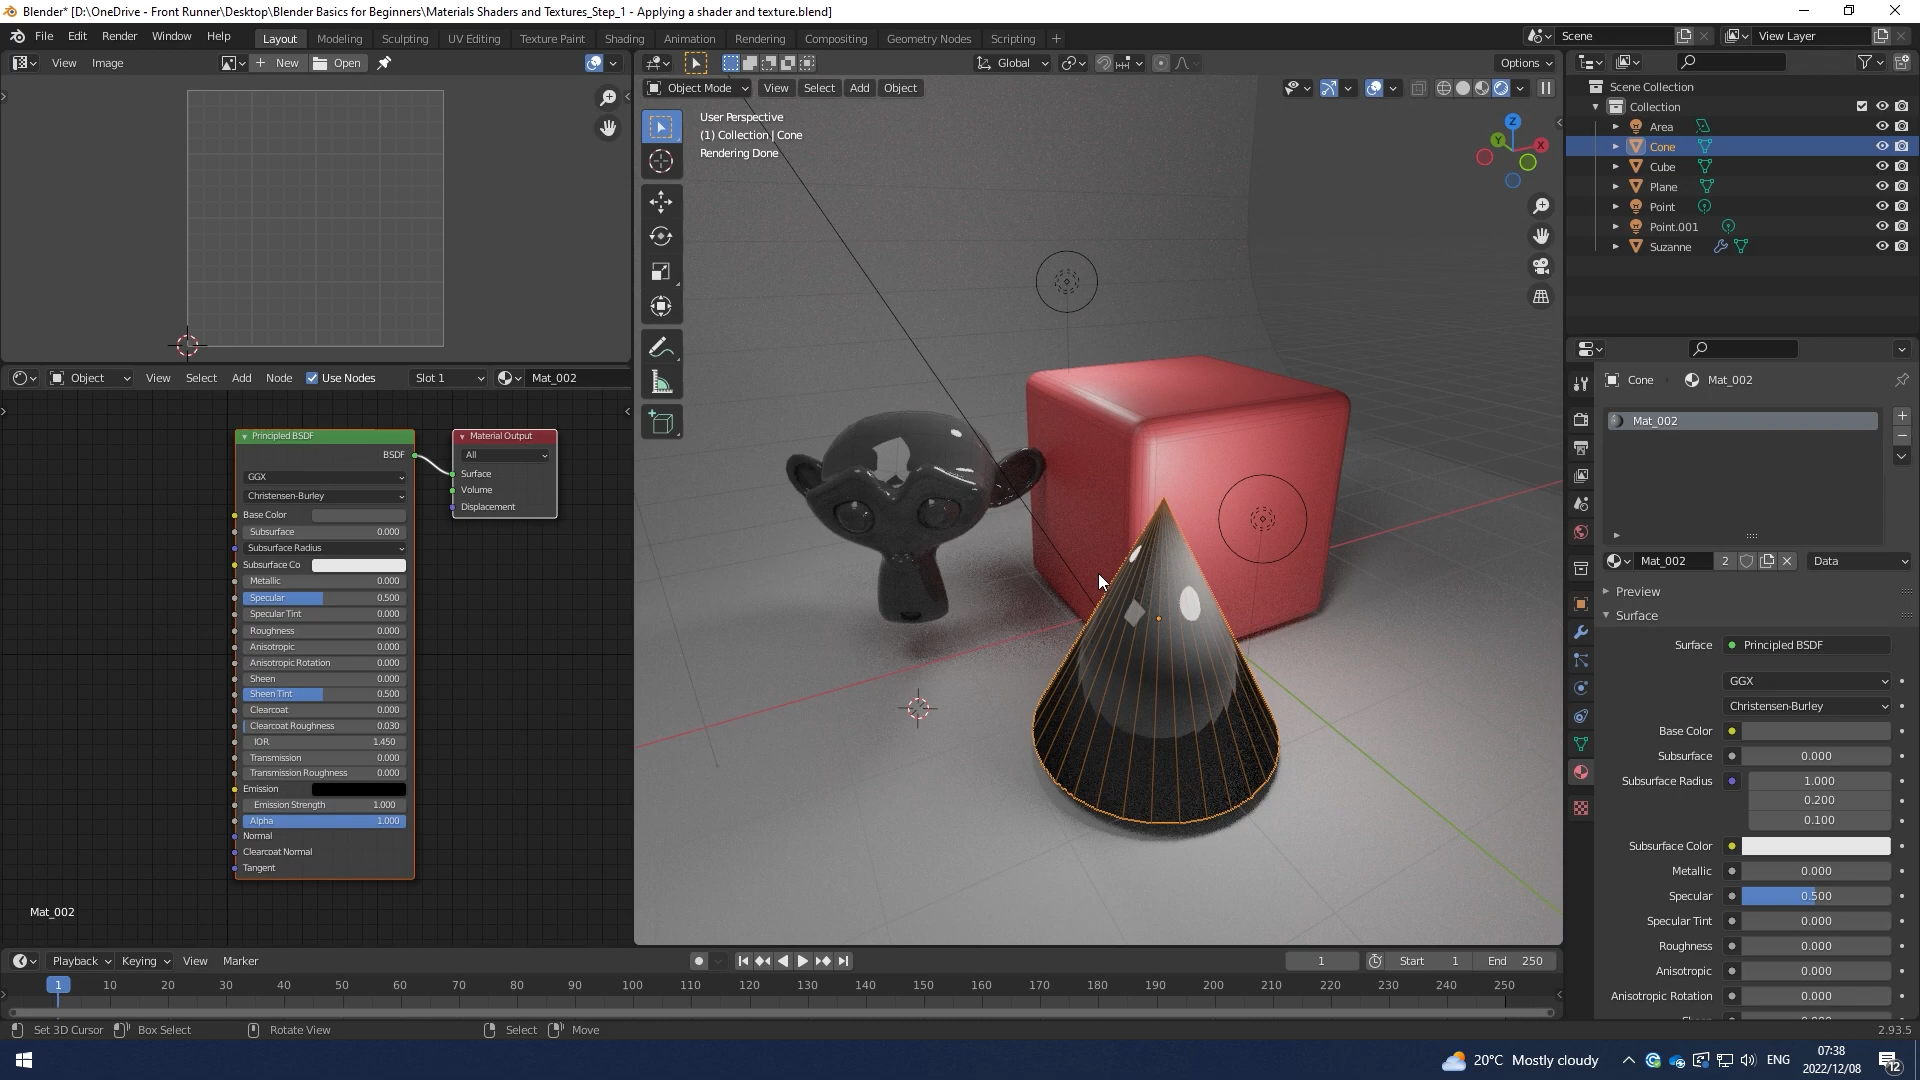 Blender* [D:\OneDrive - Front Runner\Desktop\Blender Basics for Beginners\Materials Shaders and Textures_Step_1 - Applying a shader and texture.blend]
File Edit Render Window Help Layout Modeling Sculpting UV Editing Texture Paint Shading Animation Rendering Compositing Geometry Nodes Scripting Scene View Layer
View Image New Open Global Options
Object Mode View Select Add Object
User Perspective
(1) Collection | Cone
Rendering Done
Z
Y
X
Scene Collection
Collection
Area
Cone
Cube
Plane
Point
Point.001
Suzanne
Object View Select Add Node Use Nodes Slot 1 Mat_002
Principled BSDF
BSDF
GGX
Christensen-Burley
Base Color
Subsurface 0.000
Subsurface Radius
Subsurface Co
Metallic 0.000
Specular 0.500
Specular Tint 0.000
Roughness 0.000
Anisotropic 0.000
Anisotropic Rotation 0.000
Sheen 0.000
Sheen Tint 0.500
Clearcoat 0.000
Clearcoat Roughness 0.030
IOR 1.450
Transmission 0.000
Transmission Roughness 0.000
Emission
Emission Strength 1.000
Alpha 1.000
Normal
Clearcoat Normal
Tangent
Material Output
All
Surface
Volume
Displacement
Mat_002
Cone Mat_002
Mat_002
Mat_002 2 Data
Preview
Surface
Surface Principled BSDF
GGX
Christensen-Burley
Base Color
Subsurface 0.000
Subsurface Radius 1.000
0.200
0.100
Subsurface Color
Metallic 0.000
Specular 0.500
Specular Tint 0.000
Roughness 0.000
Anisotropic 0.000
Anisotropic Rotation 0.000
Playback Keying View Marker 1 Start 1 End 250
1 10 20 30 40 50 60 70 80 90 100 110 120 130 140 150 160 170 180 190 200 210 220 230 240 250
Set 3D Cursor Box Select Rotate View Select Move 2.93.5
20°C Mostly cloudy ENG 07:38
2022/12/08 12